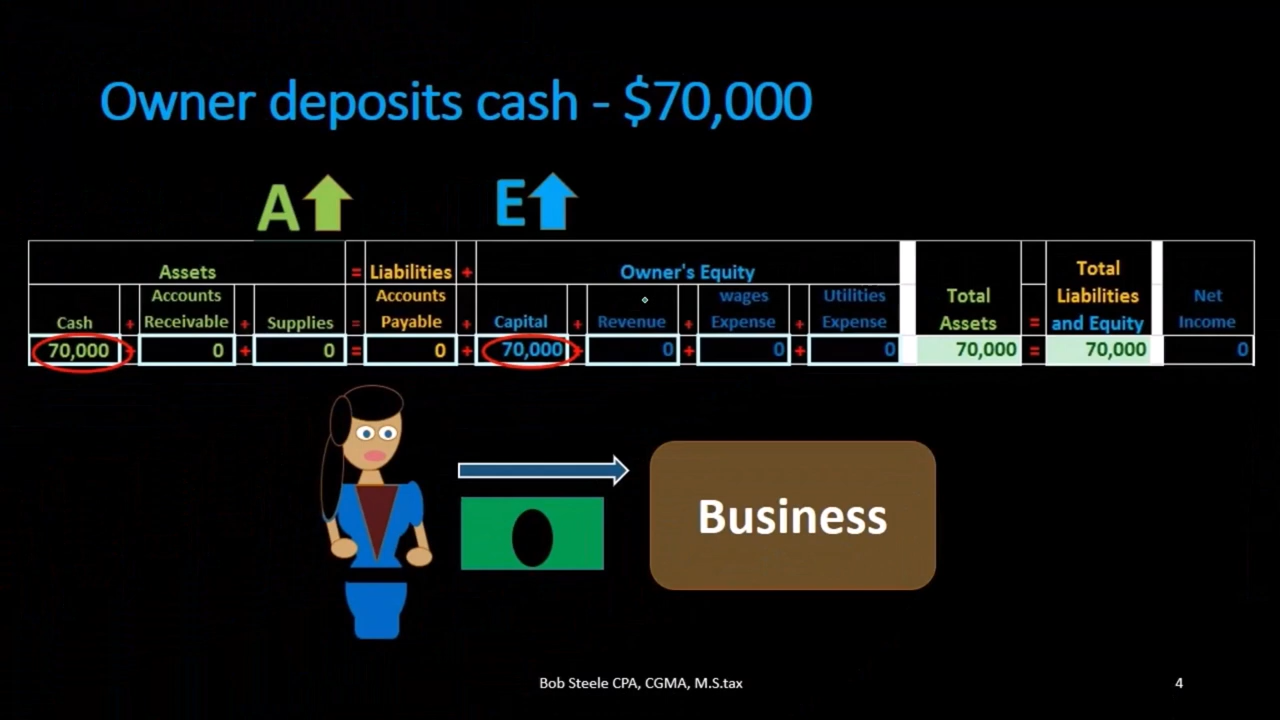 Owner deposits cash - $70,000
A E
Assets = Liabilities + Owner's Equity Total Assets = Total Liabilities and Equity Net Income
Cash + Accounts Receivable + Supplies = Accounts Payable + Capital + Revenue + wages Expense + Utilities Expense
70,000 + 0 + 0 = 0 + 70,000 + 0 + 0 + 0 70,000 = 70,000 0
Business
Bob Steele CPA, CGMA, M.S.tax 4